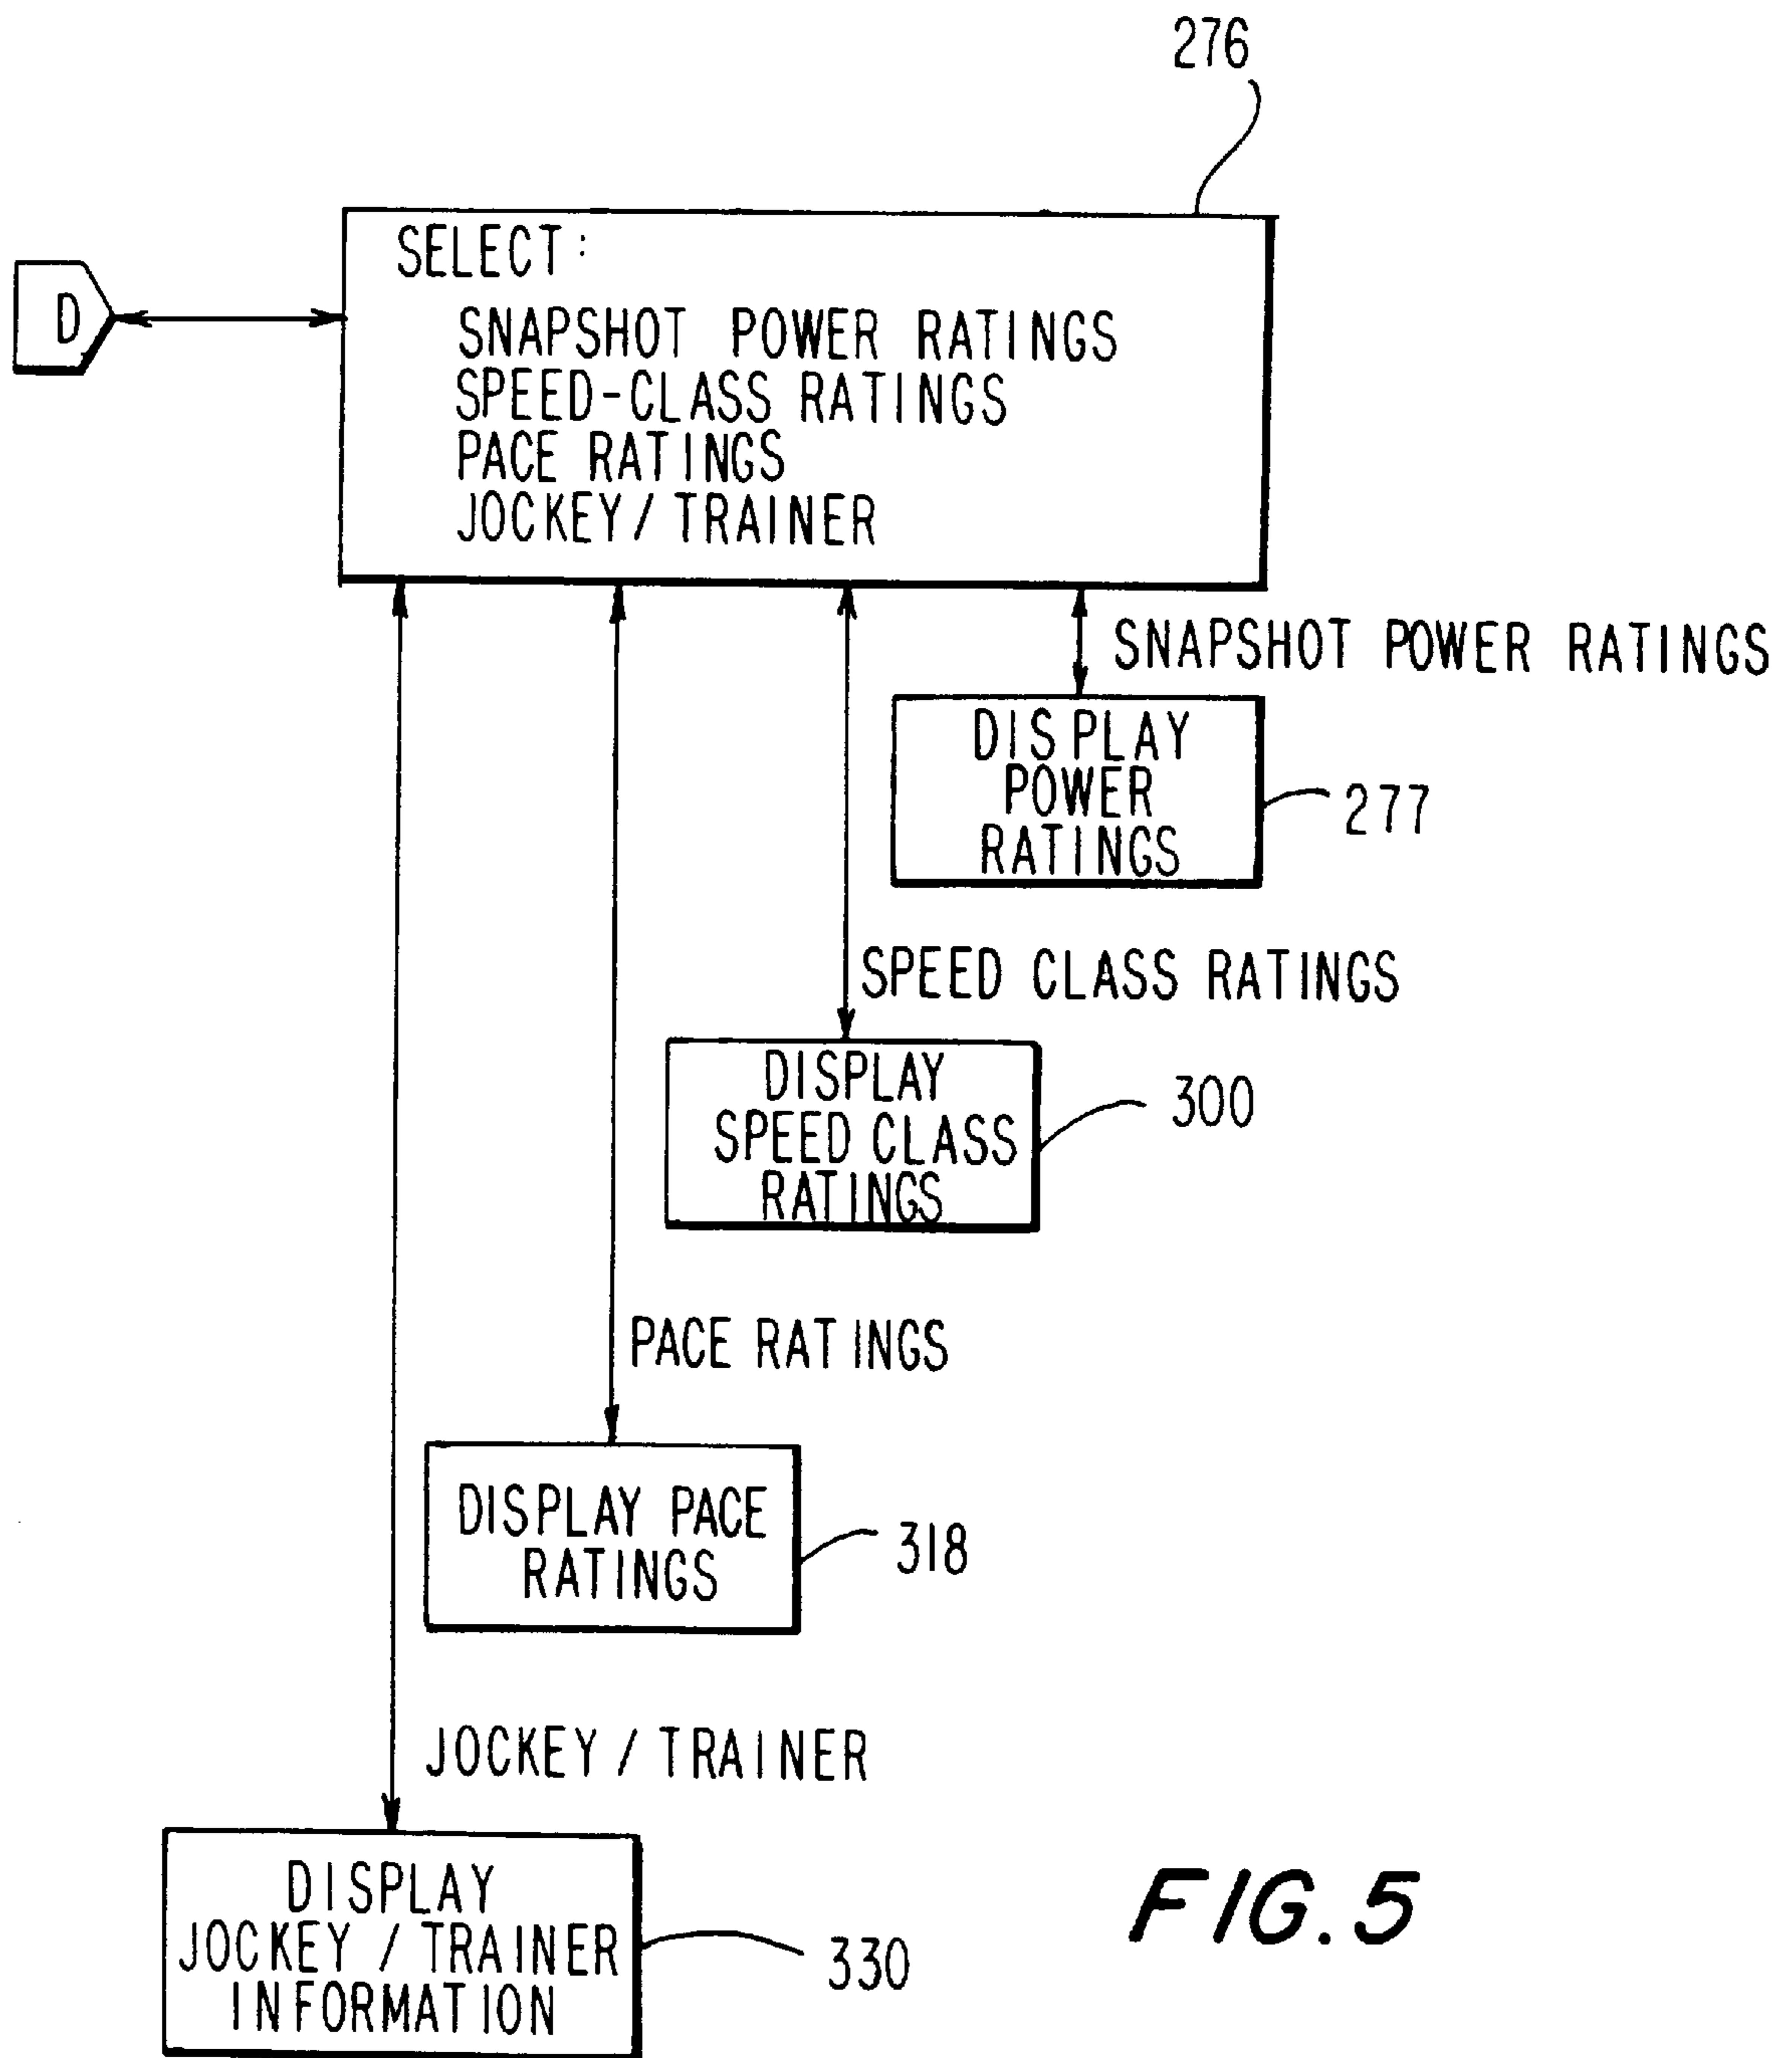 276
SELECT:
SNAPSHOT POWER RATINGS
SPEED-CLASS RATINGS
PACE RATINGS
JOCKEY/TRAINER
D
SNAPSHOT POWER RATINGS
DISPLAY
POWER
RATINGS
277
SPEED CLASS RATINGS
DISPLAY
SPEED CLASS
RATINGS
300
PACE RATINGS
DISPLAY PACE
RATINGS
318
JOCKEY/TRAINER
DISPLAY
JOCKEY/TRAINER
INFORMATION
330
FIG.5